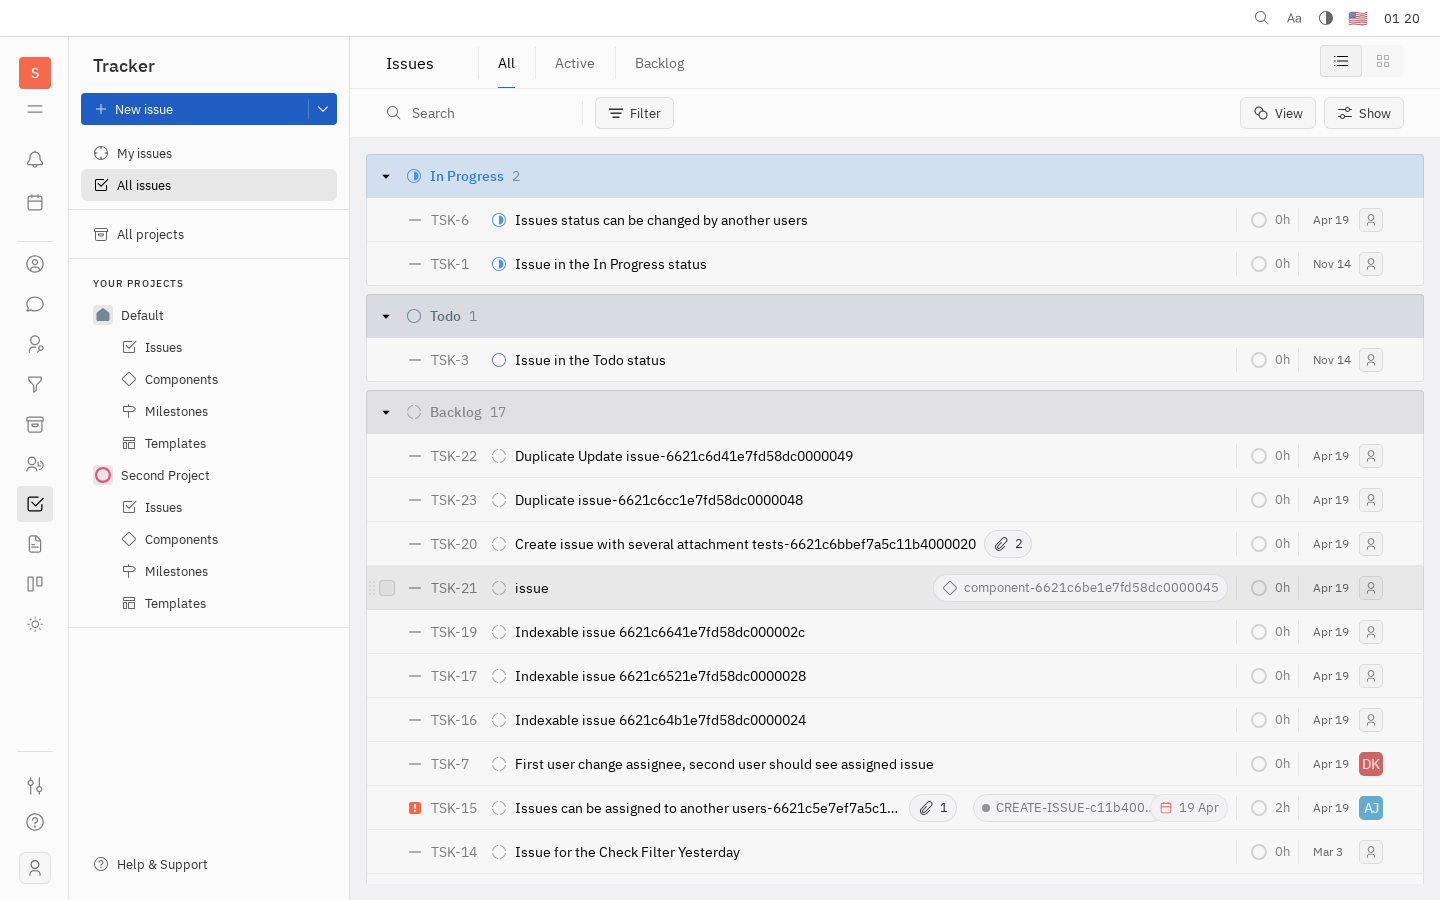 Aa 01 20
S
Tracker
New issue
My issues
All issues
All projects
YOUR PROJECTS
Default
Issues
Components
Milestones
Templates
Second Project
Issues
Components
Milestones
Templates
Help & Support
Issues All Active Backlog
Search Filter View Show
In Progress 2
TSK-6 Issues status can be changed by another users 0h Apr 19
TSK-1 Issue in the In Progress status 0h Nov 14
Todo 1
TSK-3 Issue in the Todo status 0h Nov 14
Backlog 17
TSK-22 Duplicate Update issue-6621c6d41e7fd58dc0000049 0h Apr 19
TSK-23 Duplicate issue-6621c6cc1e7fd58dc0000048 0h Apr 19
TSK-20 Create issue with several attachment tests-6621c6bbef7a5c11b4000020 2 0h Apr 19
TSK-21 issue component-6621c6be1e7fd58dc0000045 0h Apr 19
TSK-19 Indexable issue 6621c6641e7fd58dc000002c 0h Apr 19
TSK-17 Indexable issue 6621c6521e7fd58dc0000028 0h Apr 19
TSK-16 Indexable issue 6621c64b1e7fd58dc0000024 0h Apr 19
TSK-7 First user change assignee, second user should see assigned issue 0h Apr 19 DK
TSK-15 Issues can be assigned to another users-6621c5e7ef7a5c1... 1 CREATE-ISSUE-c11b400... 19 Apr 2h Apr 19 AJ
TSK-14 Issue for the Check Filter Yesterday 0h Mar 3